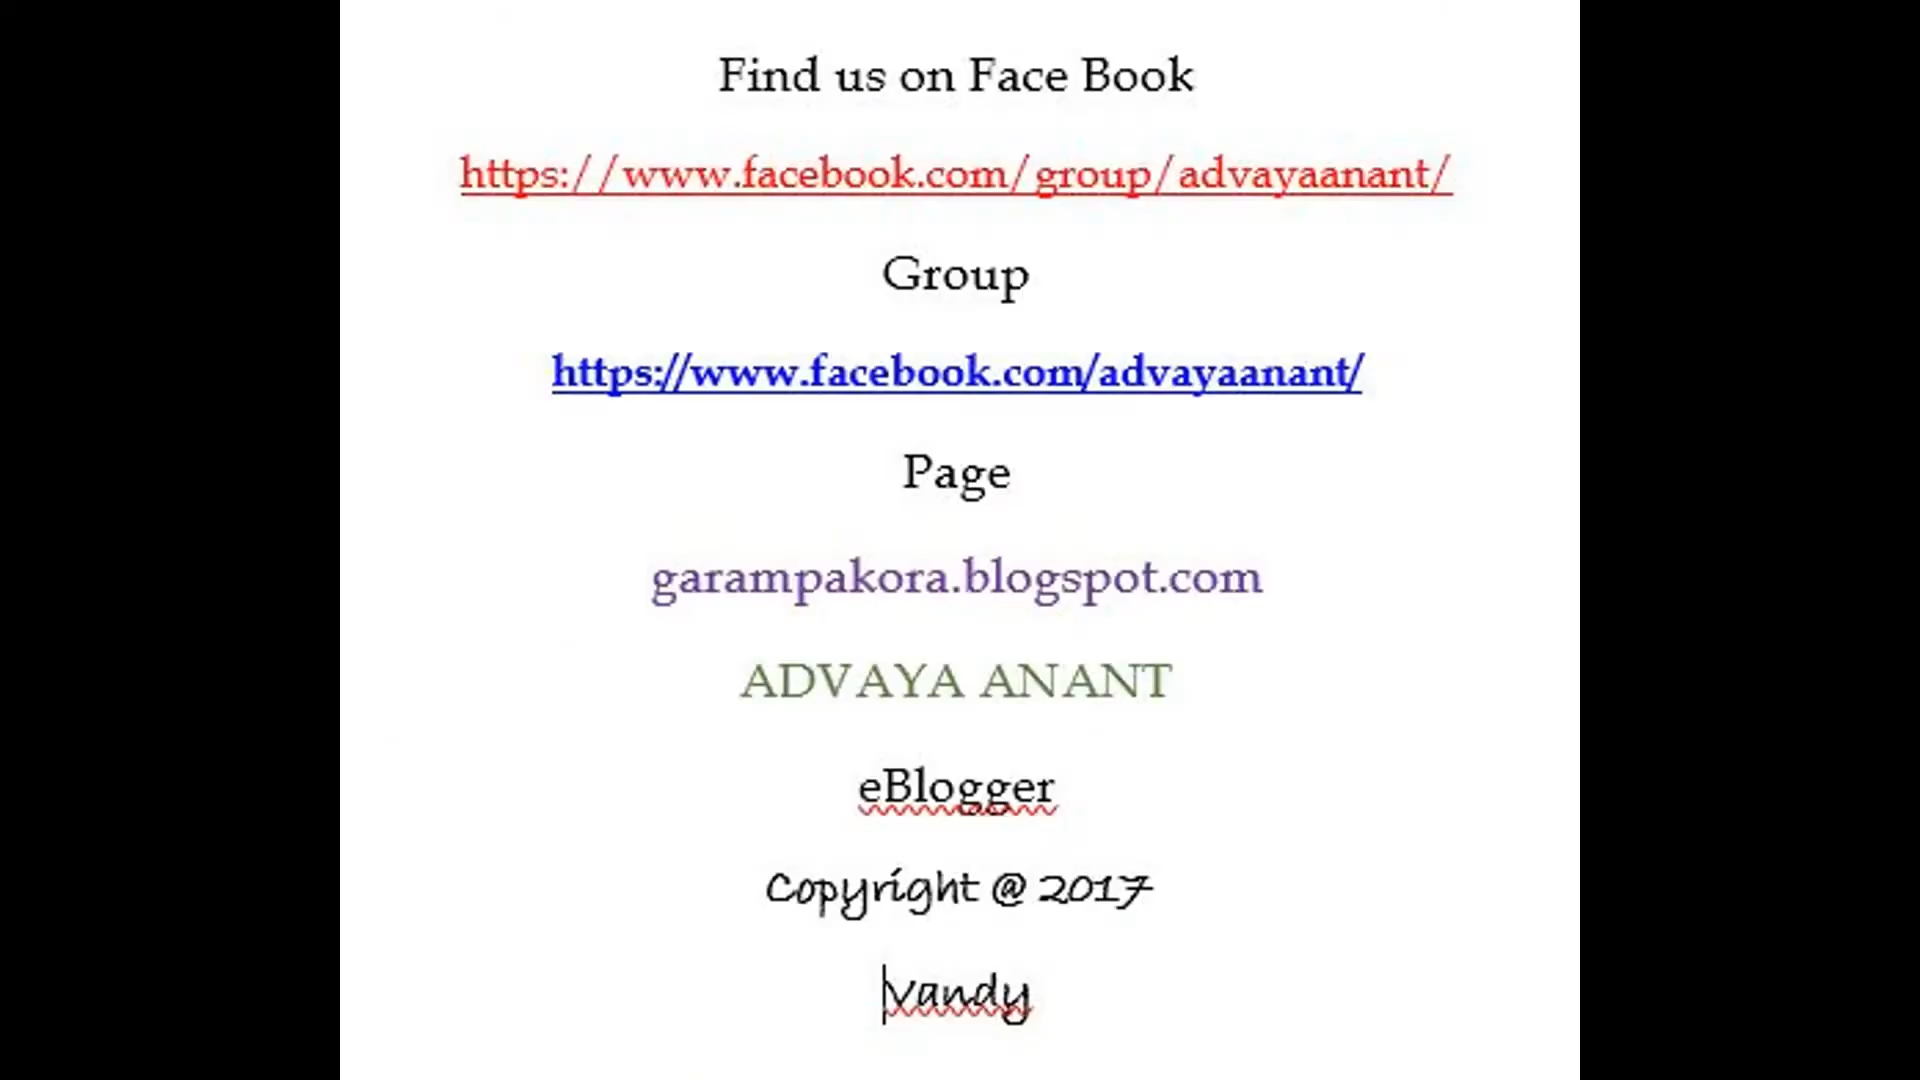 Find us on Face Book
https://www.facebook.com/group/advayaanant/
Group
https://www.facebook.com/advayaanant/
Page
garampakora.blogspot.com
ADVAYA ANANT
eBlogger
Copyright @ 2017
Vandy